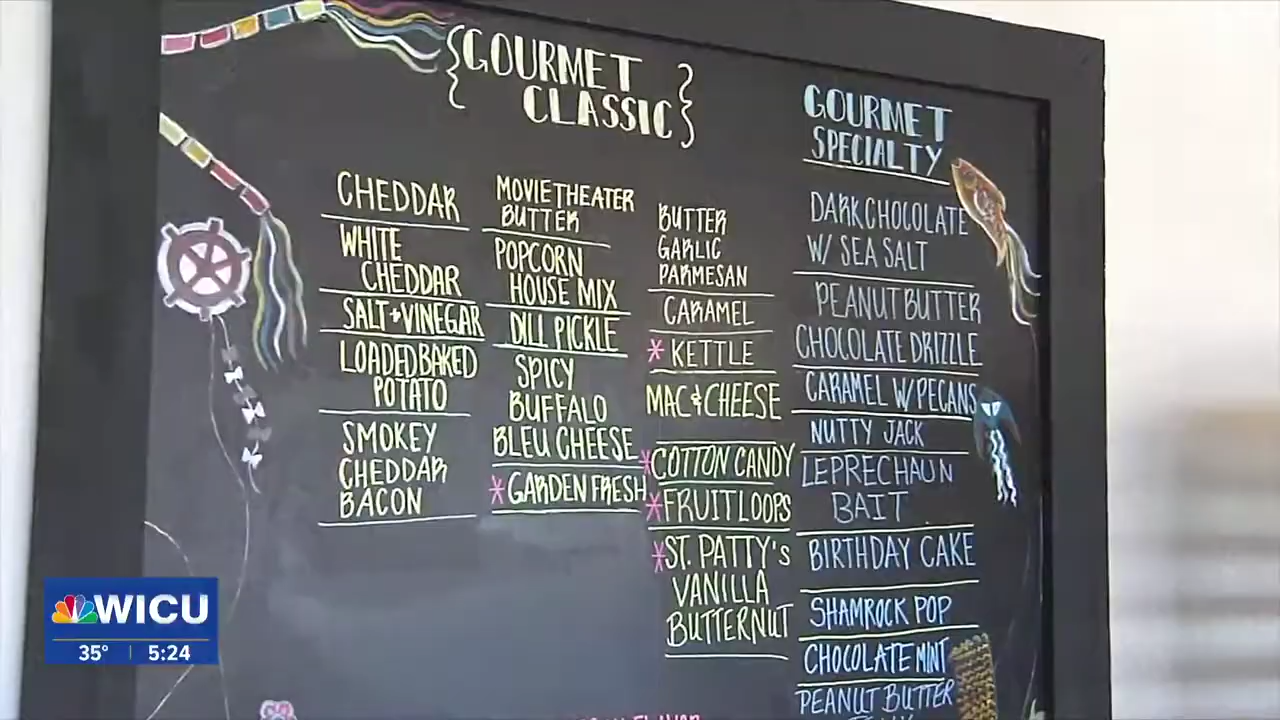 {GOURMET
CLASSIC}
CHEDDAR
WHITE
CHEDDAR
SALT + VINEGAR
LOADED BAKED
POTATO
SMOKEY
CHEDDAR
BACON
MOVIE THEATER
BUTTER
POPCORN
HOUSE MIX
DILL PICKLE
SPICY
BUFFALO
BLEU CHEESE
*GARDEN FRESH
BUTTER
GARLIC
PARMESAN
CARAMEL
* KETTLE
MAC & CHEESE
*COTTON CANDY
*FRUIT LOOPS
*ST. PATTY's
VANILLA
BUTTERNUT
GOURMET
SPECIALTY
DARK CHOCOLATE
W/ SEA SALT
PEANUT BUTTER
CHOCOLATE DRIZZLE
CARAMEL W/ PECANS
NUTTY JACK
LEPRECHAUN
BAIT
BIRTHDAY CAKE
SHAMROCK POP
CHOCOLATE MINT
PEANUT BUTTER
WICU
35° | 5:24